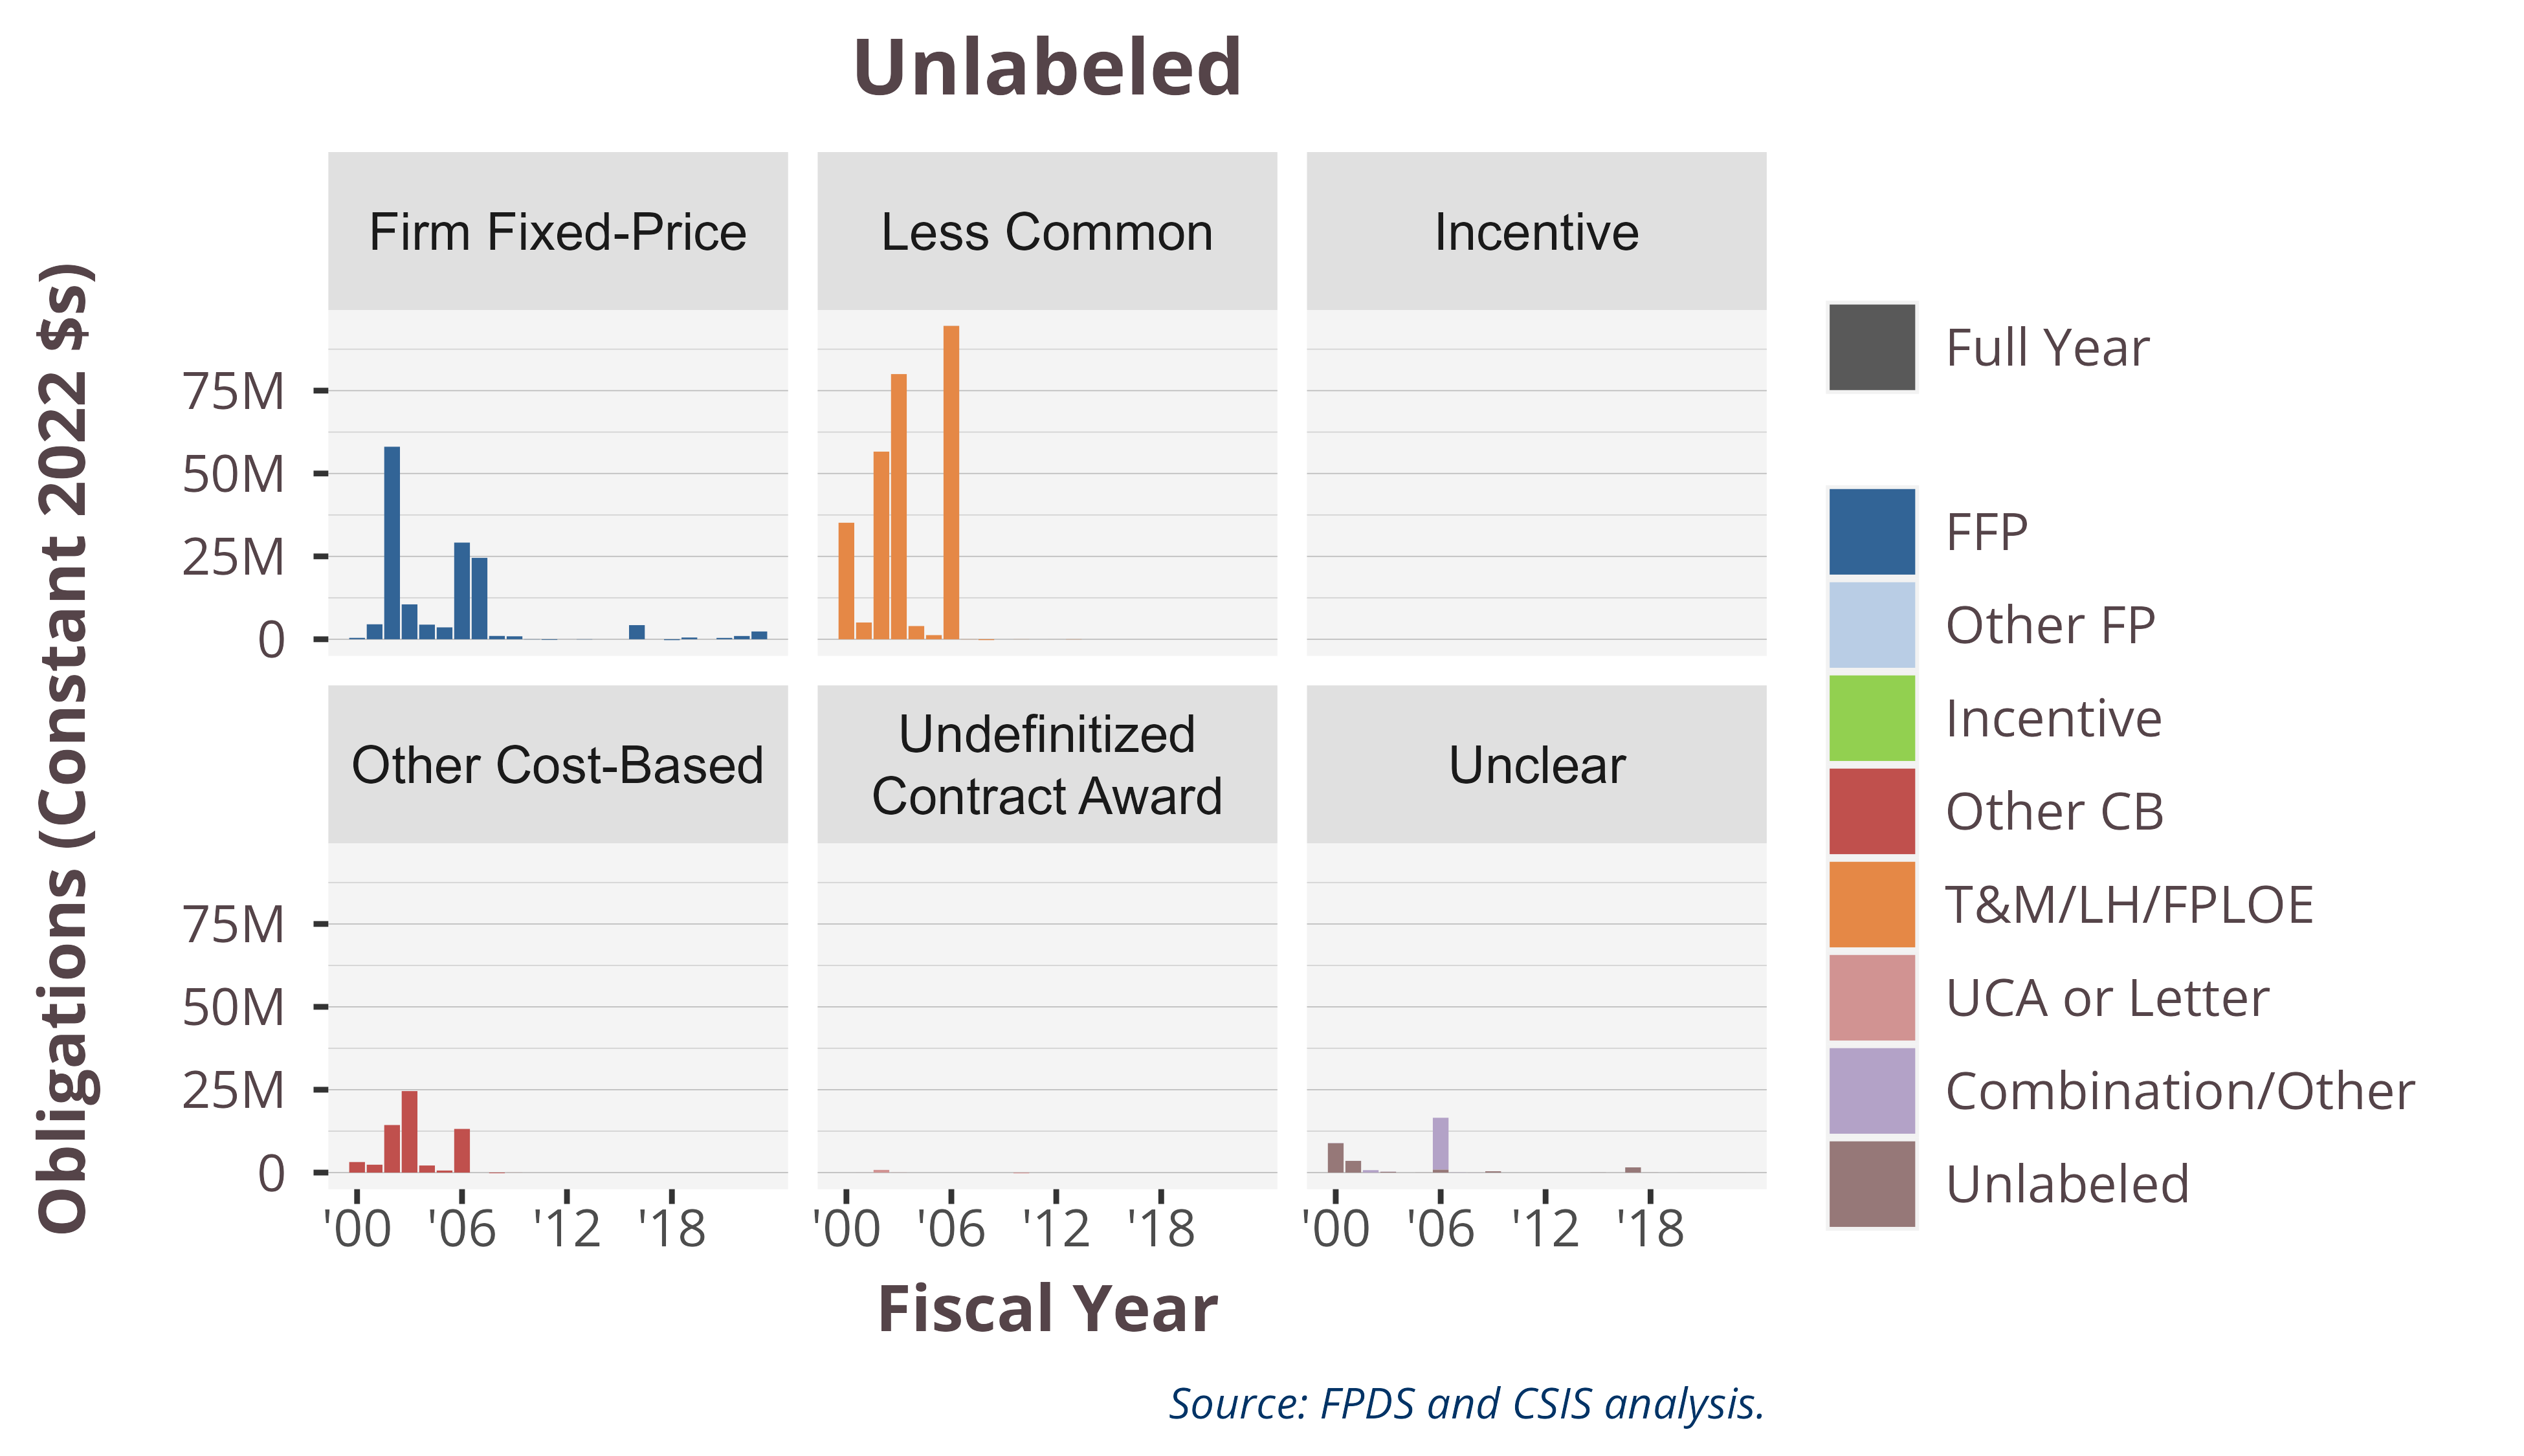 Unlabeled
Obligations (Constant 2022 $s)
Firm Fixed-Price
Less Common
Incentive
75M
50M
25M
0
Other Cost-Based
Undefinitized
Contract Award
Unclear
75M
50M
25M
0
'00 '06 '12 '18
'00 '06 '12 '18
'00 '06 '12 '18
Fiscal Year
Full Year
FFP
Other FP
Incentive
Other CB
T&M/LH/FPLOE
UCA or Letter
Combination/Other
Unlabeled
Source: FPDS and CSIS analysis.